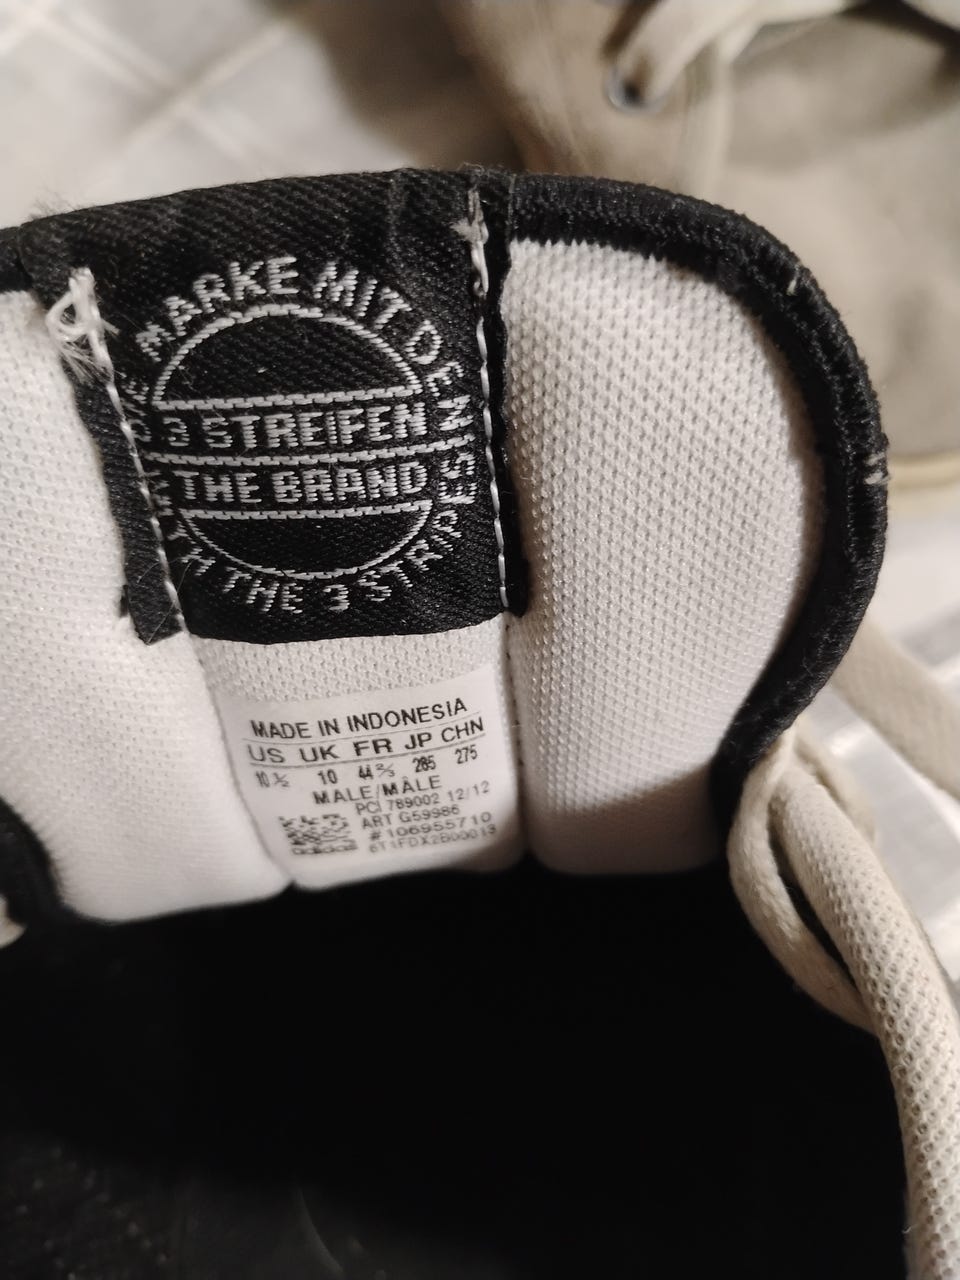 MARKE MIT DEN
3 STREIFEN
THE BRAND
WITH THE 3 STRIPES
MADE IN INDONESIA
US UK FR JP CHN
10½ 10 44⅔ 285 275
MALE/MÂLE
PCI 789002 12/12
ART G59986
#106955710